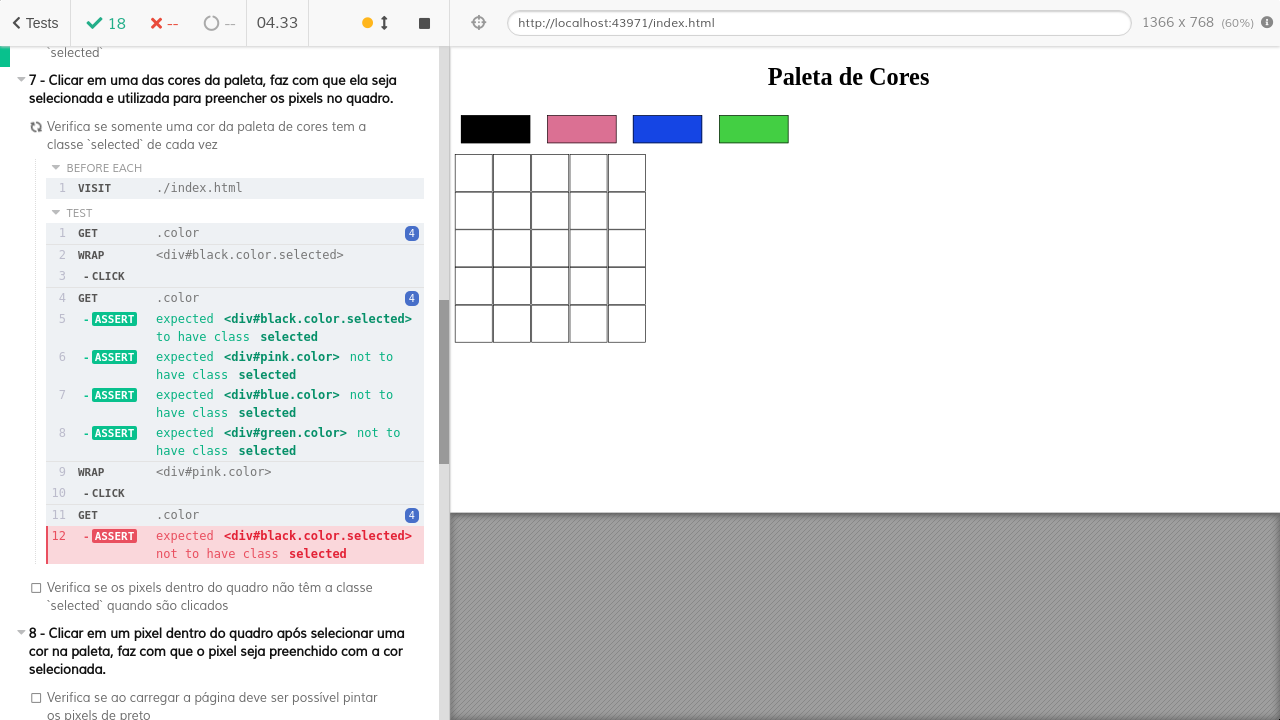 Tests
18
--
--
04.33
http://localhost:43971/index.html
1366 x 768 (60%)
`selected`
7 - Clicar em uma das cores da paleta, faz com que ela seja
selecionada e utilizada para preencher os pixels no quadro.
Verifica se somente uma cor da paleta de cores tem a
classe `selected` de cada vez
BEFORE EACH
1 VISIT ./index.html
TEST
1 GET .color 4
2 WRAP <div#black.color.selected>
3 -CLICK
4 GET .color 4
5 -ASSERT expected <div#black.color.selected>
to have class selected
6 -ASSERT expected <div#pink.color> not to
have class selected
7 -ASSERT expected <div#blue.color> not to
have class selected
8 -ASSERT expected <div#green.color> not to
have class selected
9 WRAP <div#pink.color>
10 -CLICK
11 GET .color 4
12 -ASSERT expected <div#black.color.selected>
not to have class selected
Verifica se os pixels dentro do quadro não têm a classe
`selected` quando são clicados
8 - Clicar em um pixel dentro do quadro após selecionar uma
cor na paleta, faz com que o pixel seja preenchido com a cor
selecionada.
Verifica se ao carregar a página deve ser possível pintar
os pixels de preto
Paleta de Cores